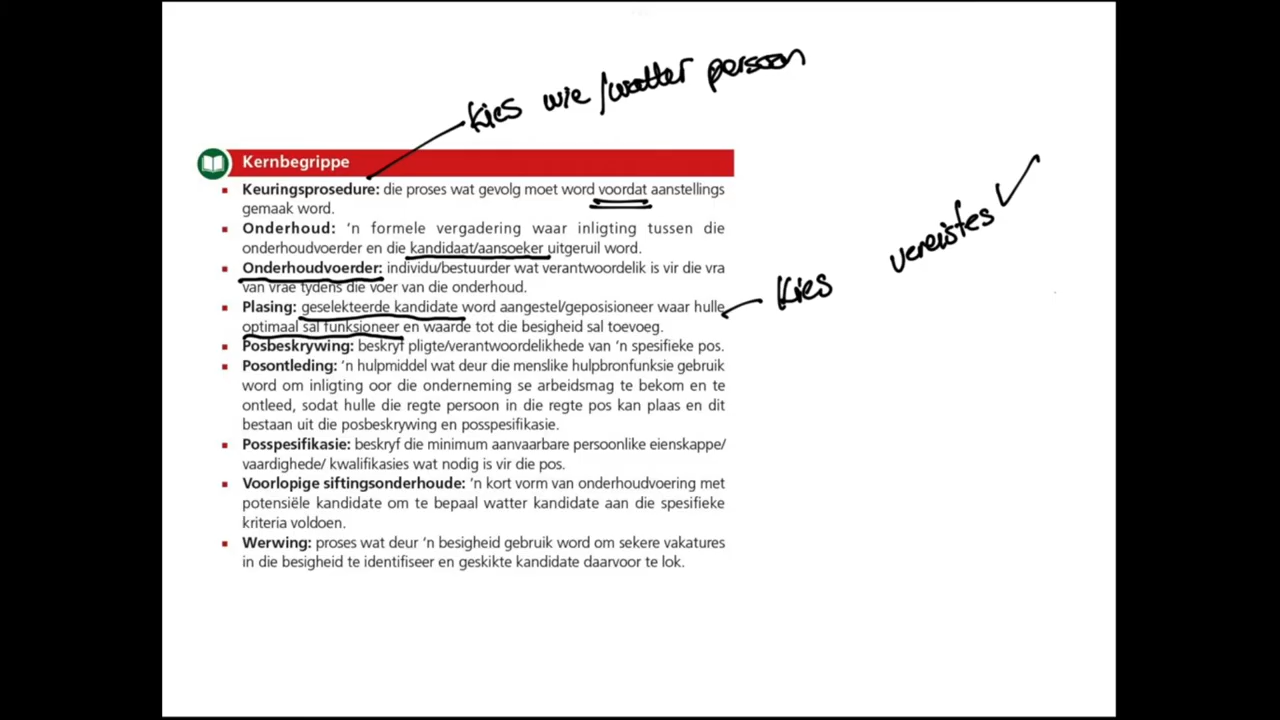 Kies wie/watter persoon
Kernbegrippe
Keuringsprosedure: die proses wat gevolg moet word voordat aanstellings
gemaak word.
Onderhoud: 'n formele vergadering waar inligting tussen die
onderhoudvoerder en die kandidaat/aansoeker uitgeruil word.
Onderhoudvoerder: individu/bestuurder wat verantwoordelik is vir die vra
van vrae tydens die voer van die onderhoud.
Plasing: geselekteerde kandidate word aangestel/geposisioneer waar hulle
optimaal sal funksioneer en waarde tot die besigheid sal toevoeg.
Posbeskrywing: beskryf pligte/verantwoordelikhede van 'n spesifieke pos.
Posontleding: 'n hulpmiddel wat deur die menslike hulpbronfunksie gebruik
word om inligting oor die onderneming se arbeidsmag te bekom en te
ontleed, sodat hulle die regte persoon in die regte pos kan plaas en dit
bestaan uit die posbeskrywing en posspesifikasie.
Posspesifikasie: beskryf die minimum aanvaarbare persoonlike eienskappe/
vaardighede/ kwalifikasies wat nodig is vir die pos.
Voorlopige siftingsonderhoude: 'n kort vorm van onderhoudvoering met
potensiële kandidate om te bepaal watter kandidate aan die spesifieke
kriteria voldoen.
Werwing: proses wat deur 'n besigheid gebruik word om sekere vakatures
in die besigheid te identifiseer en geskikte kandidate daarvoor te lok.
Kies vereistes ✓